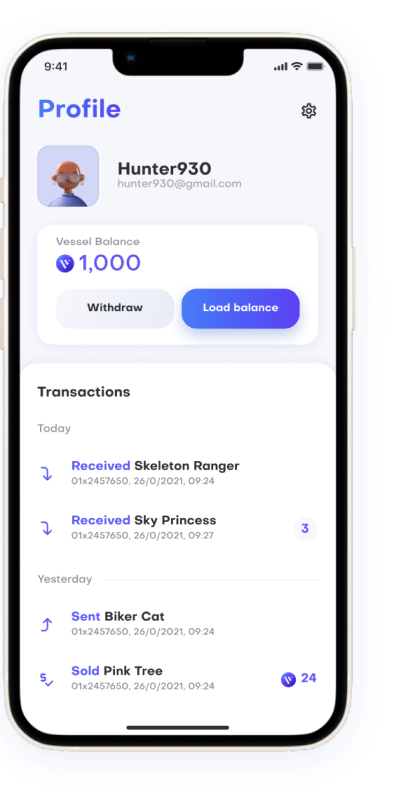 9:41
Profile
Hunter930
hunter930@gmail.com
Vessel Balance
1,000
Withdraw
Load balance
Transactions
Today
Received Skeleton Ranger
01x2457650, 26/0/2021, 09:24
Received Sky Princess
01x2457650, 26/0/2021, 09:27
3
Yesterday
Sent Biker Cat
01x2457650, 26/0/2021, 09:24
Sold Pink Tree
01x2457650, 26/0/2021, 09:24
24